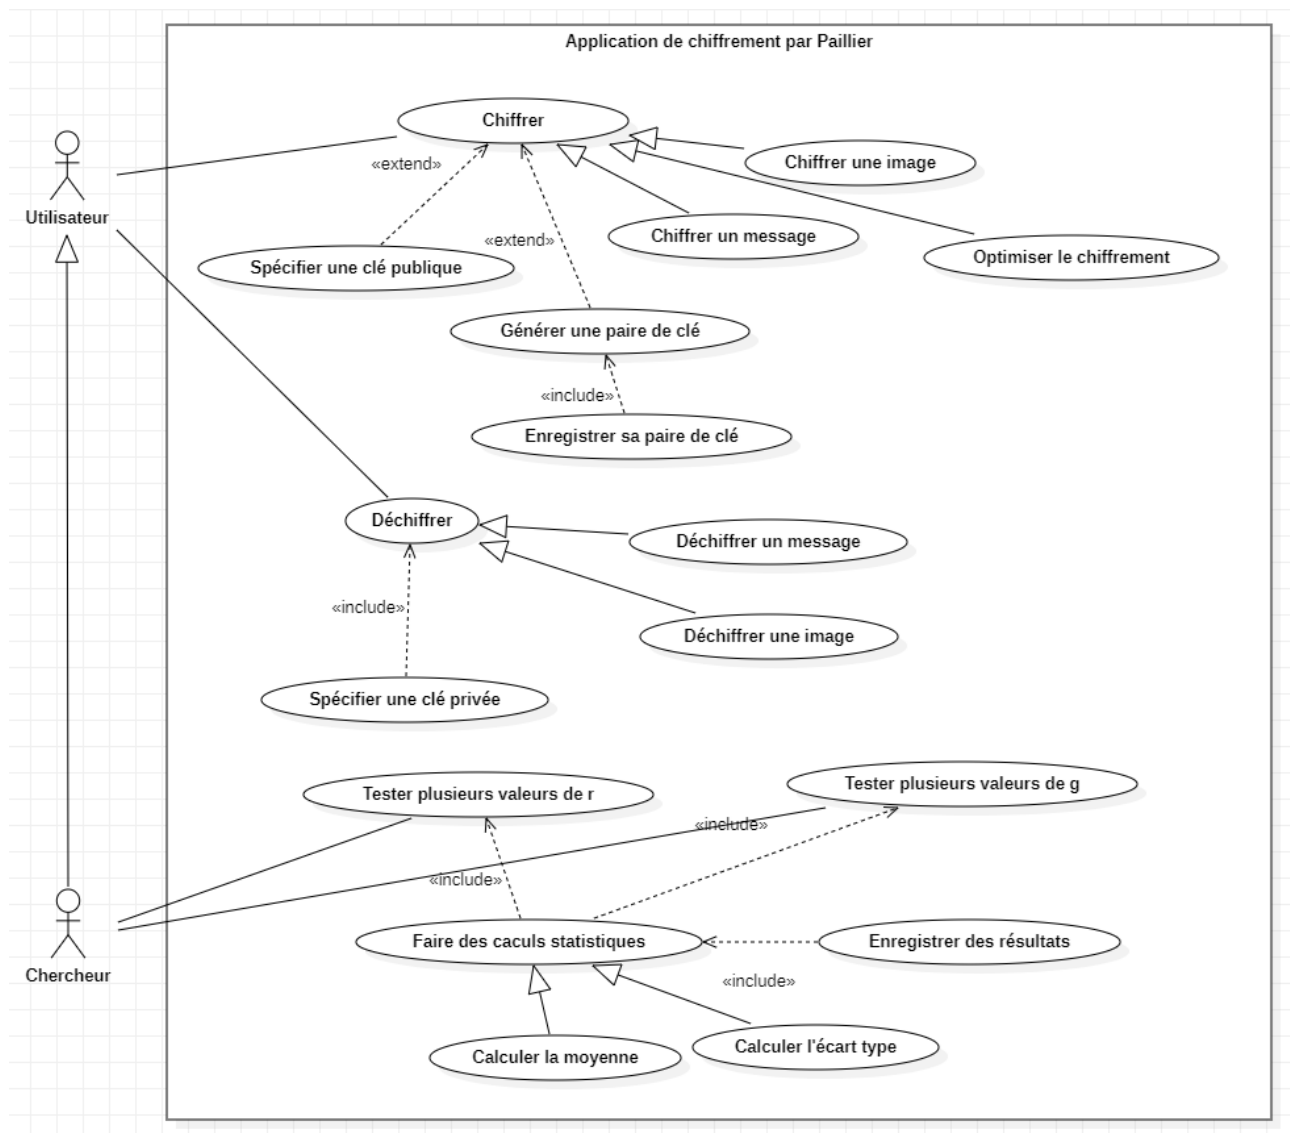 Application de chiffrement par Paillier
Chiffrer
«extend»
Chiffrer une image
Utilisateur
Chiffrer un message
«extend»
Optimiser le chiffrement
Spécifier une clé publique
Générer une paire de clé
«include»
Enregistrer sa paire de clé
Déchiffrer
Déchiffrer un message
«include»
Déchiffrer une image
Spécifier une clé privée
Tester plusieurs valeurs de r
Tester plusieurs valeurs de g
«include»
«include»
Faire des caculs statistiques
Enregistrer des résultats
Chercheur
«include»
Calculer la moyenne
Calculer l'écart type